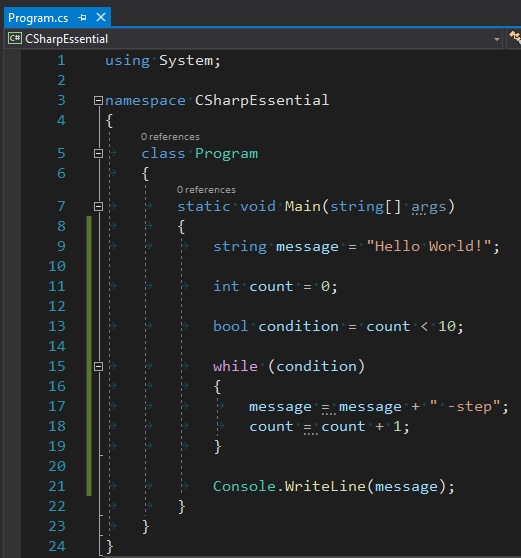 Program.cs
C# CSharpEssential
1 using System;
2
3 namespace CSharpEssential
4 {
0 references
5 class Program
6 {
0 references
7 static void Main(string[] args)
8 {
9 string message = "Hello World!";
10
11 int count = 0;
12
13 bool condition = count < 10;
14
15 while (condition)
16 {
17 message = message + " -step";
18 count = count + 1;
19 }
20
21 Console.WriteLine(message);
22 }
23 }
24 }